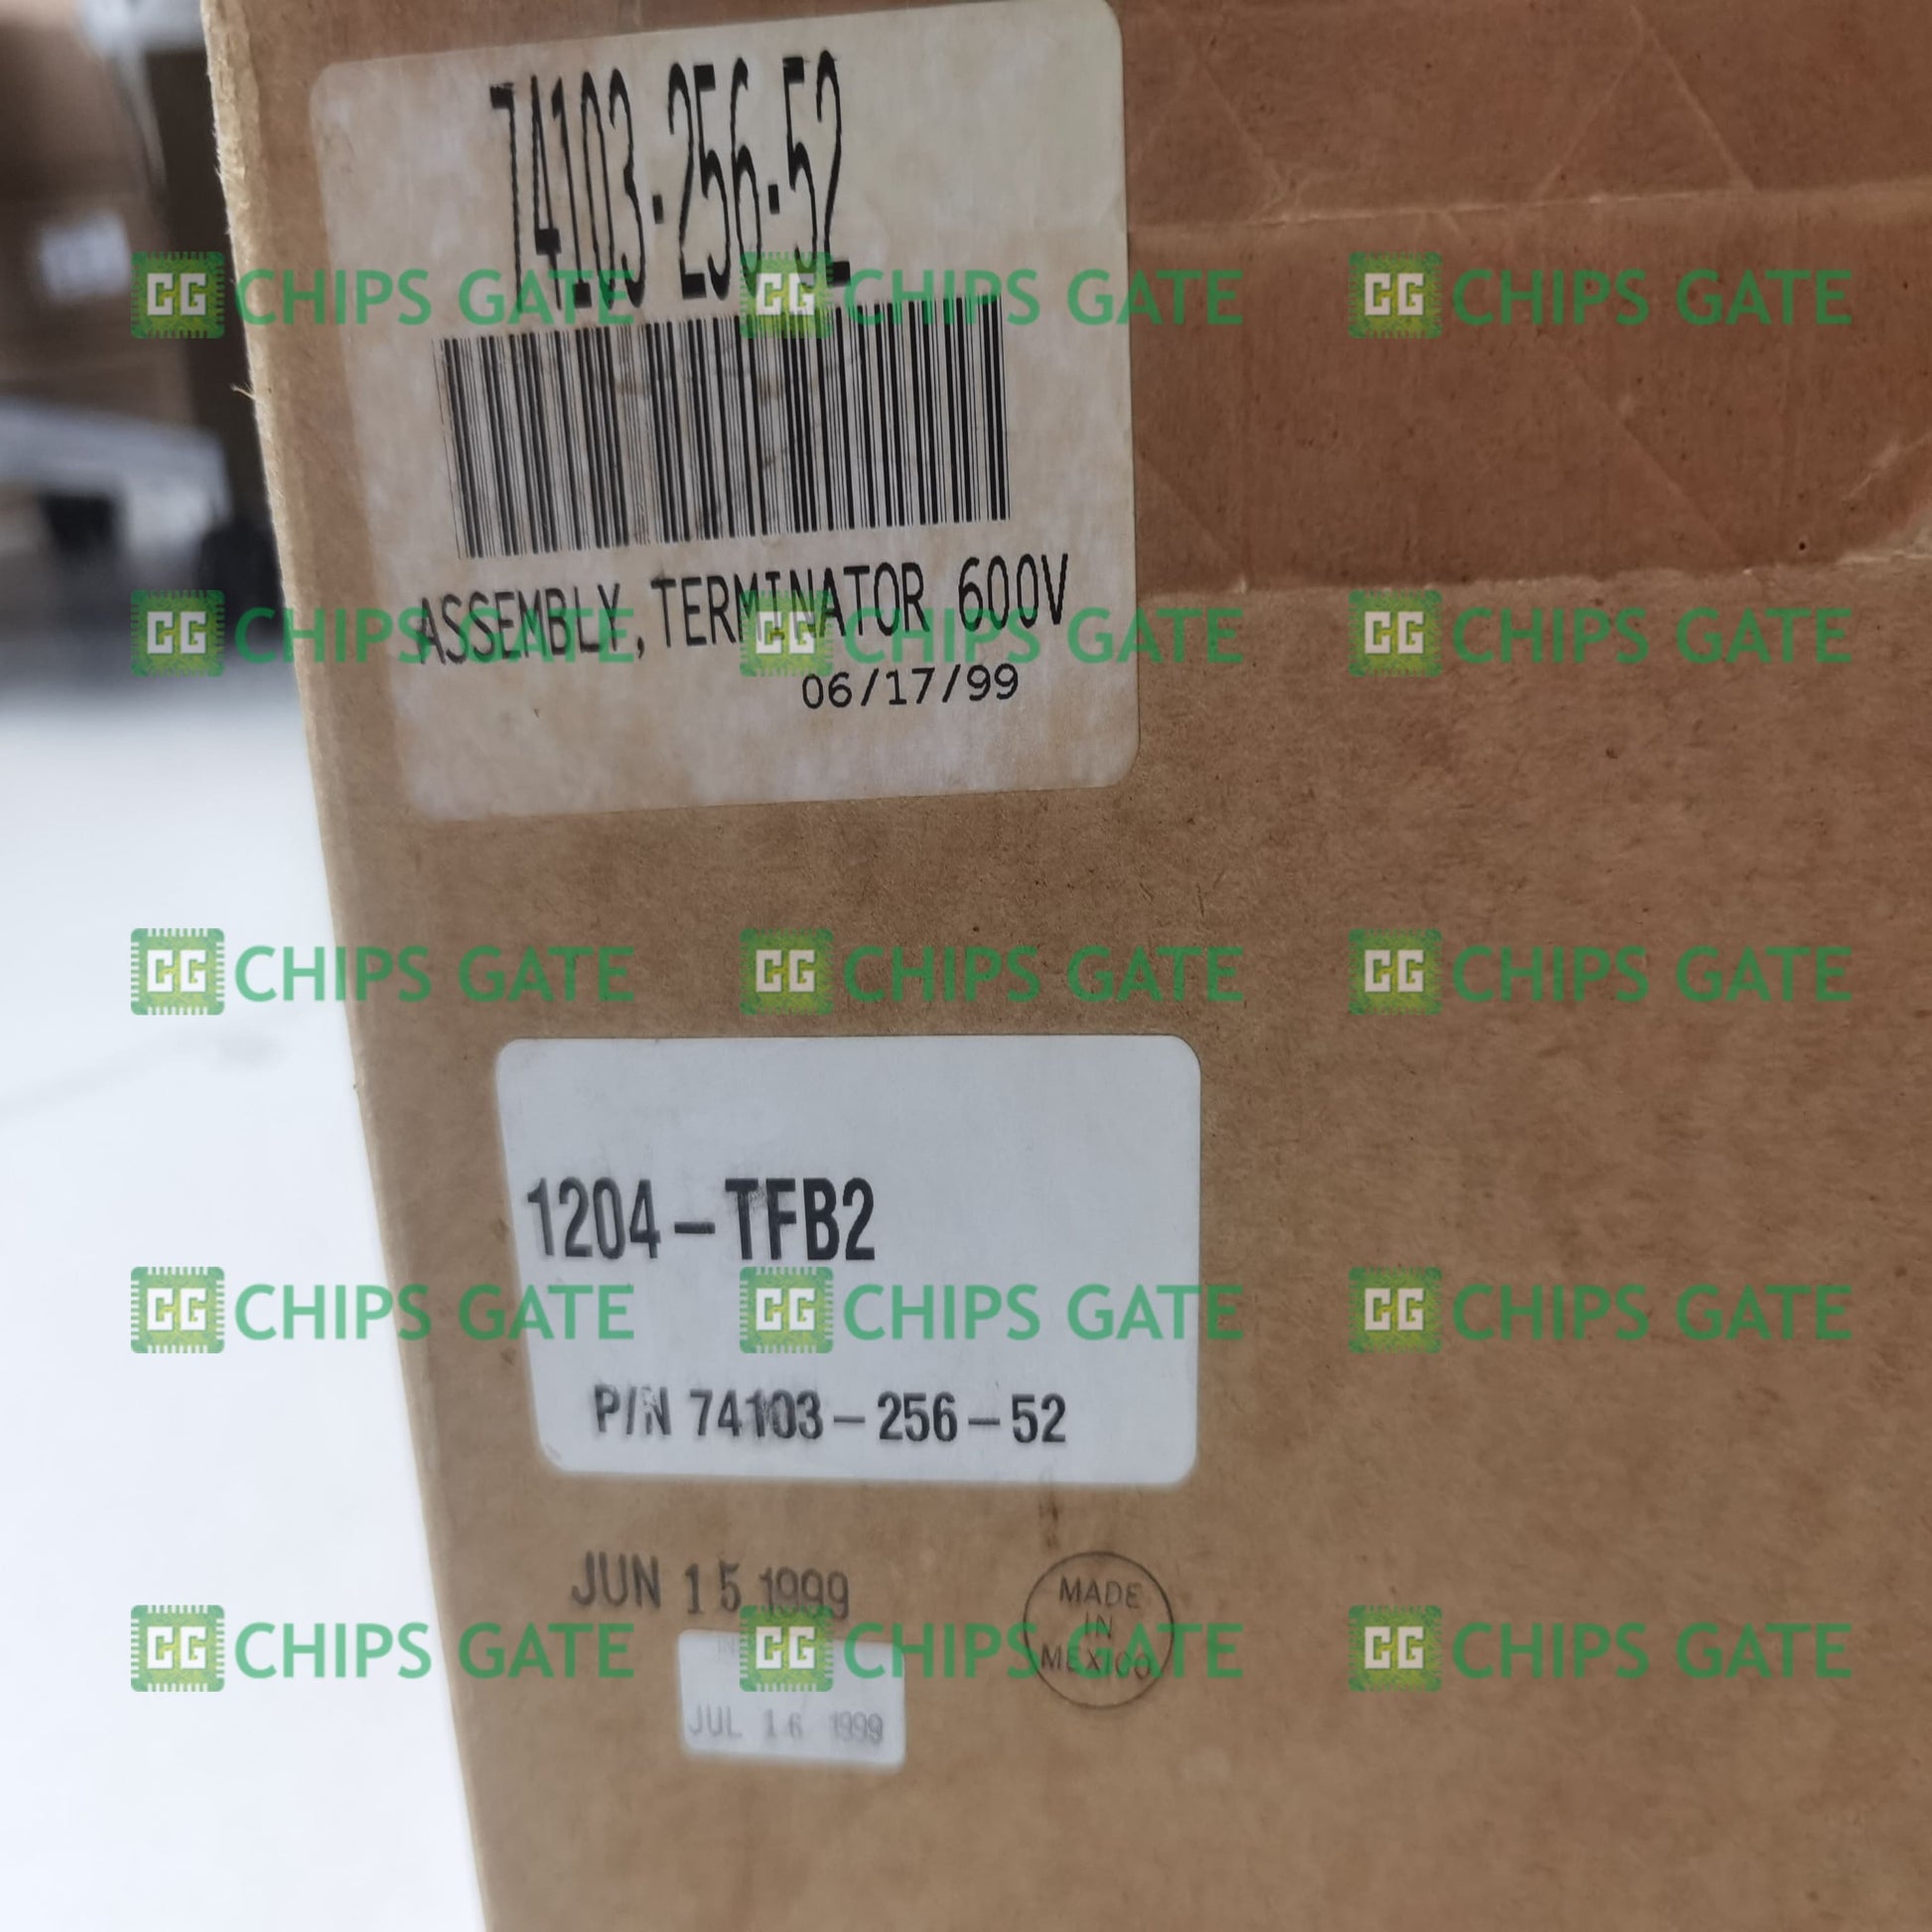 74103-256-52
CG CHIPS GATE CG CHIPS GATE CG CHIPS GATE
ASSEMBLY, TERMINATOR 600V
CG CHIPS GATE CG CHIPS GATE CG CHIPS GATE
06/17/99
CG CHIPS GATE CG CHIPS GATE CG CHIPS GATE
1204-TFB2
CG CHIPS GATE CG CHIPS GATE CG CHIPS GATE
P/N 74103-256-52
JUN 15 1999
MADE
IN
MEXICO
CG CHIPS GATE CG CHIPS GATE CG CHIPS GATE
JUL 16 1999